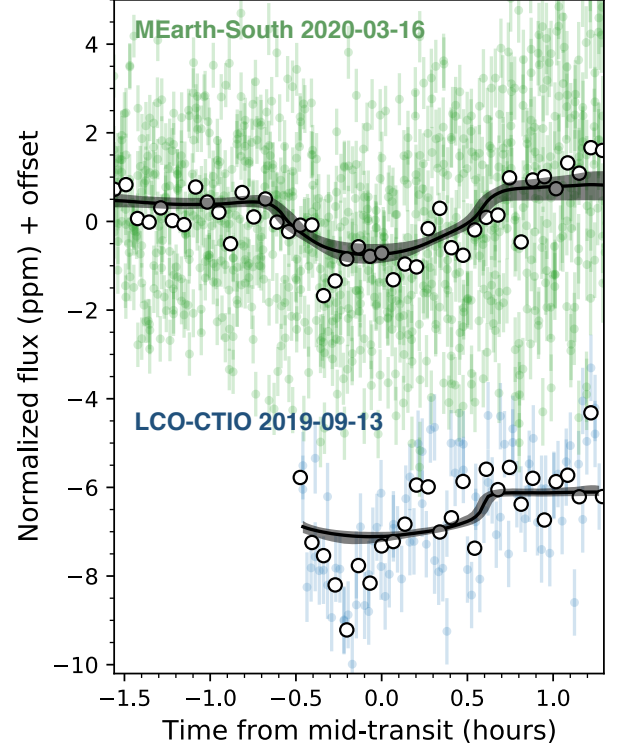 MEarth-South 2020-03-16
LCO-CTIO 2019-09-13
Normalized flux (ppm) + offset
4
2
0
−2
−4
−6
−8
−10
−1.5 −1.0 −0.5 0.0 0.5 1.0
Time from mid-transit (hours)